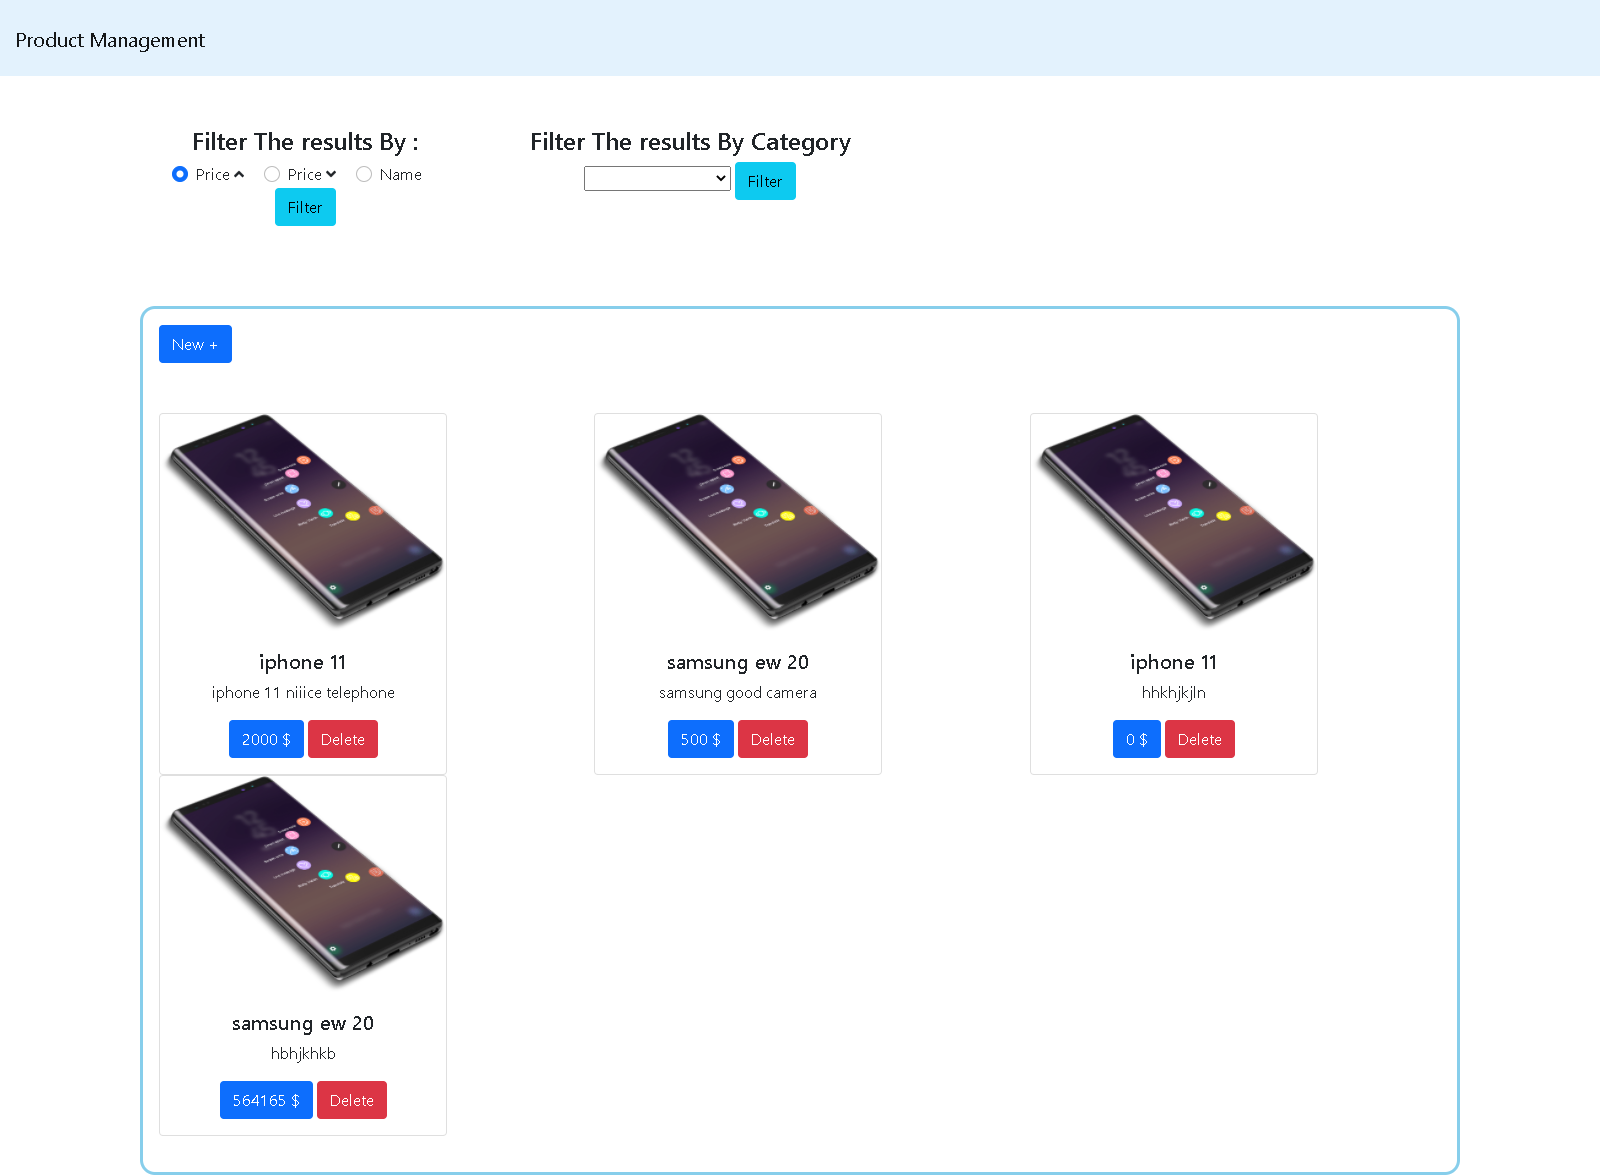 Product Management
Filter The results By :
Price Price Name
Filter
Filter The results By Category
Filter
New +
iphone 11
iphone 11 niiice telephone
2000 $ Delete
samsung ew 20
samsung good camera
500 $ Delete
iphone 11
hhkhjkjln
0 $ Delete
samsung ew 20
hbhjkhkb
564165 $ Delete